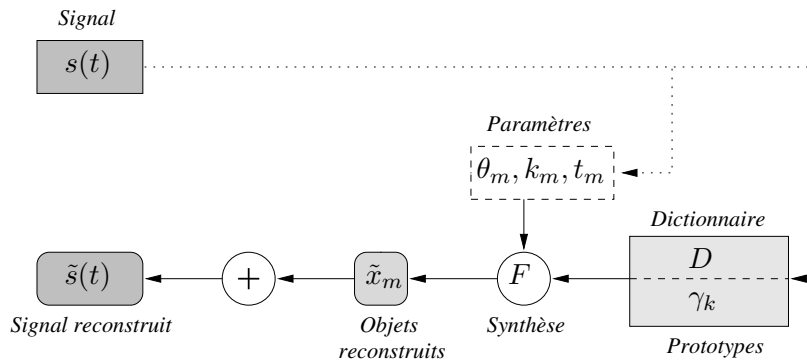 Signal
s(t)
Paramètres
θ_m, k_m, t_m
Dictionnaire
D
γ_k
Prototypes
F
Synthèse
x̃_m
Objets
reconstruits
+
s̃(t)
Signal reconstruit